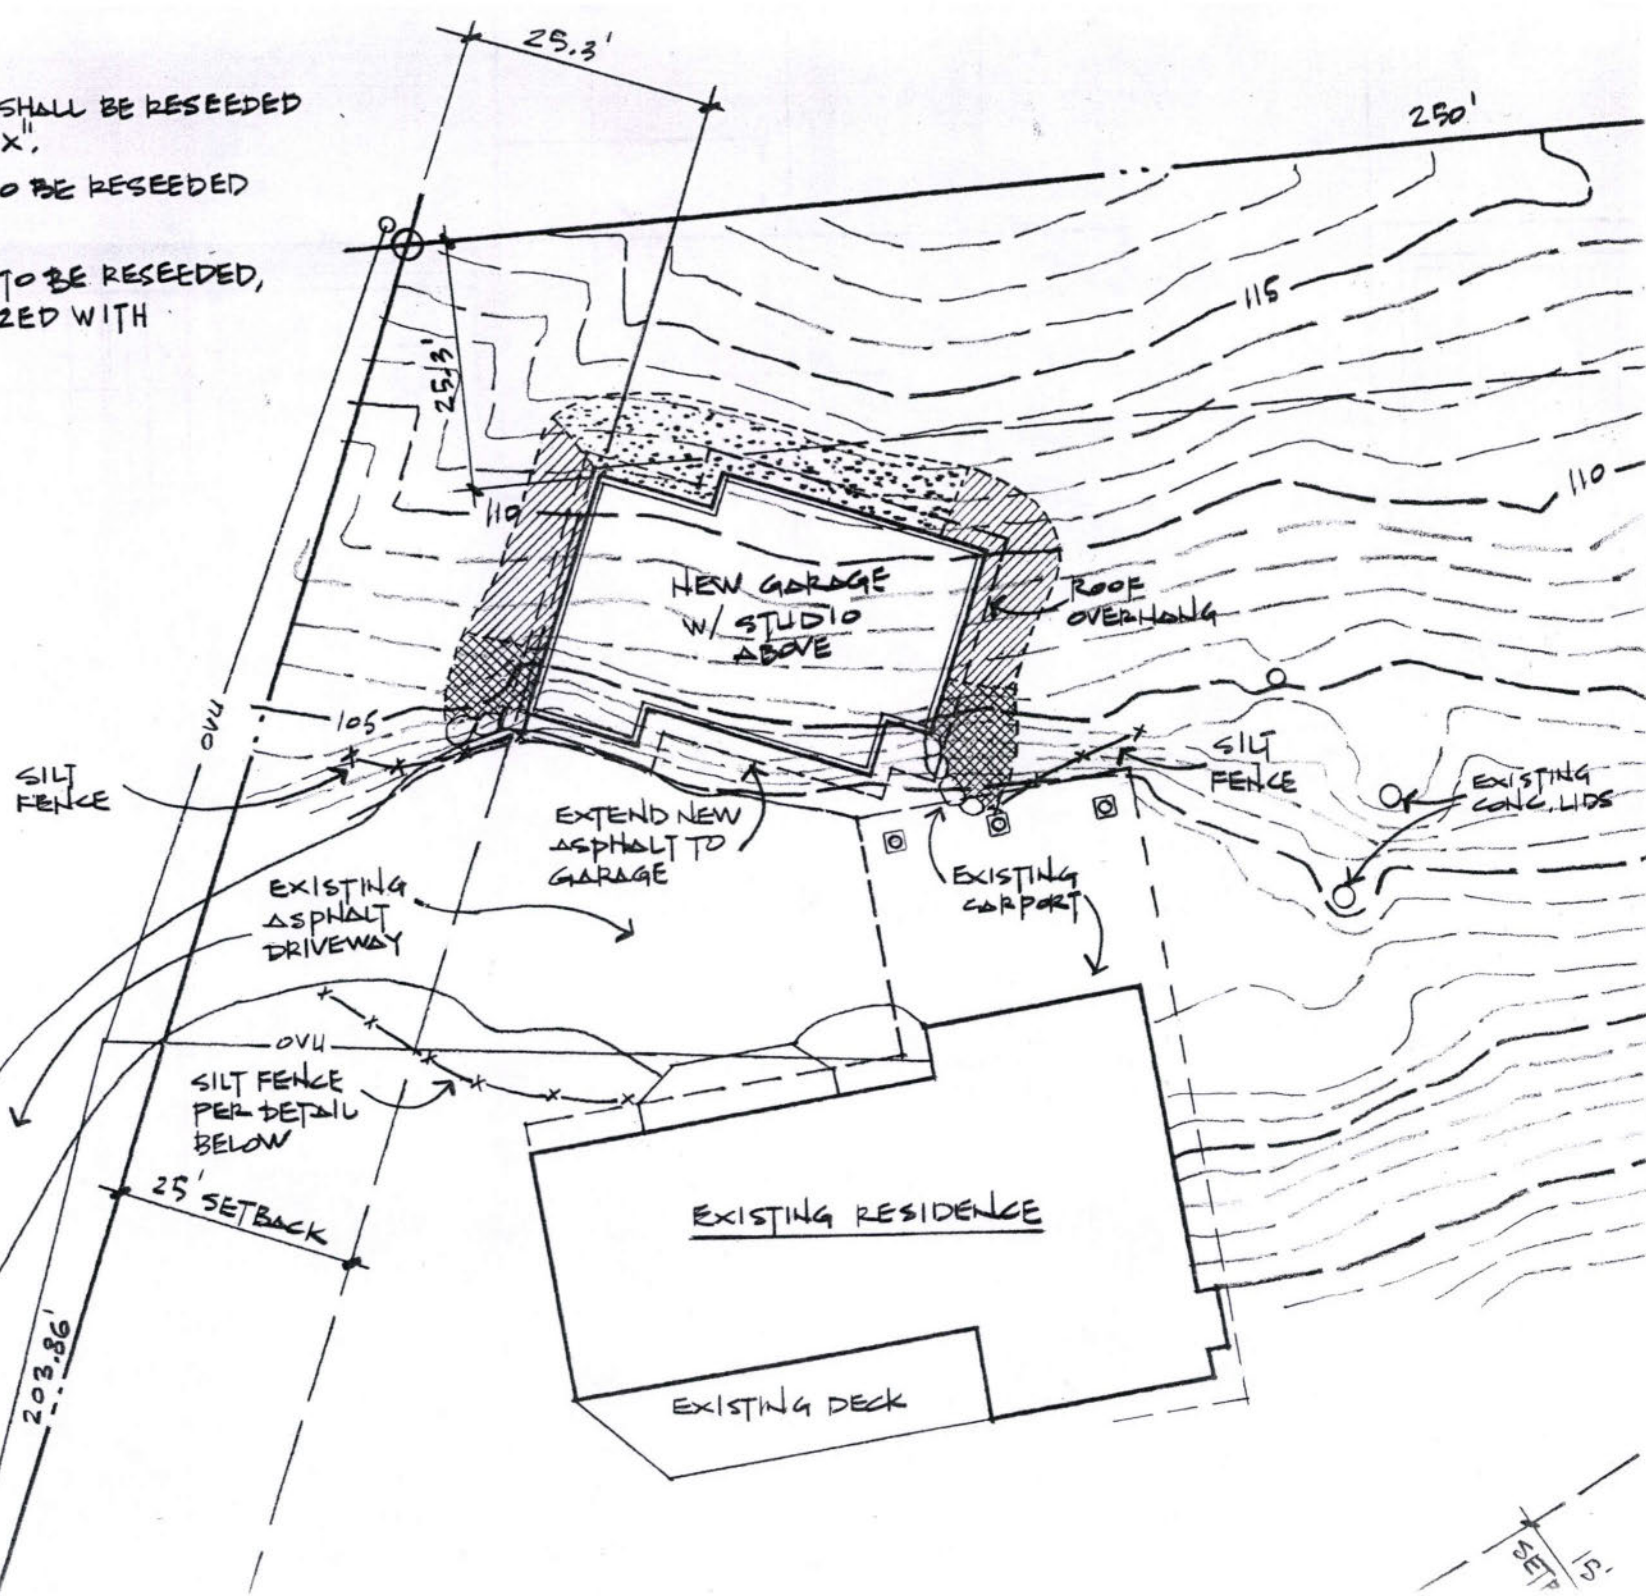 25.3'
SHALL BE RESEEDED
X".
O BE RESEEDED
TO BE RESEEDED,
ZED WITH
250'
115
25.3'
110
110
NEW GARAGE
W/ STUDIO
ABOVE
ROOF
OVERHANG
OVU
105
SILT
FENCE
SILT
FENCE
EXISTING
CONC. LIDS
EXTEND NEW
ASPHALT TO
GARAGE
EXISTING
ASPHALT
DRIVEWAY
EXISTING
CARPORT
OVU
SILT FENCE
PER DETAIL
BELOW
25' SETBACK
EXISTING RESIDENCE
203.86'
EXISTING DECK
15'